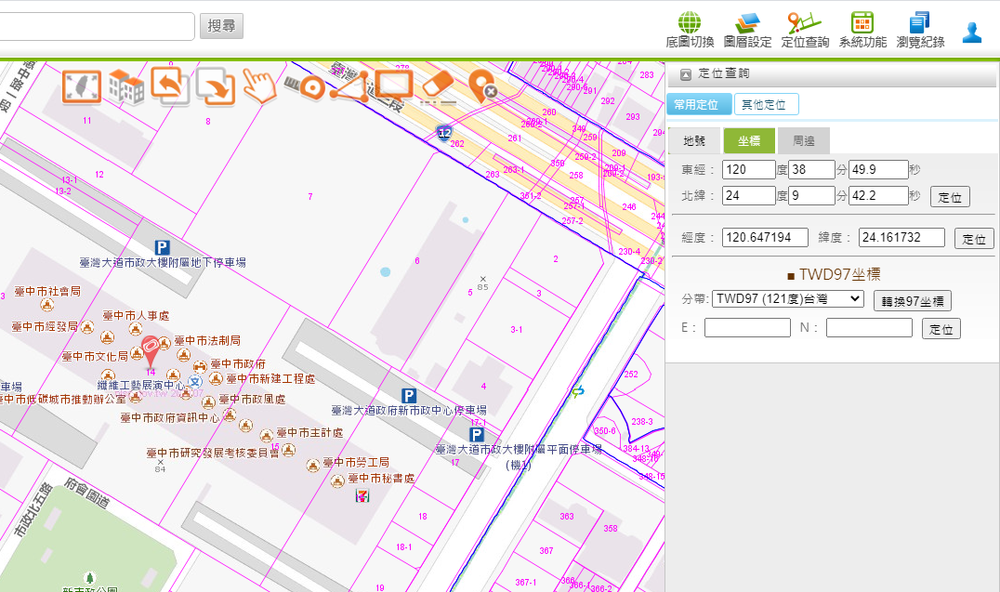 搜尋
底圖切換 圖層設定 定位查詢 系統功能 瀏覽紀錄
定位查詢
常用定位 其他定位
地號 坐標 周邊
東經： 120 度 38 分 49.9 秒
北緯： 24 度 9 分 42.2 秒 定位
經度： 120.647194 緯度： 24.161732 定位
■ TWD97坐標
分帶: TWD97 (121度)台灣 轉換97坐標
E： N： 定位
278
283
291
292
293
11
8
12
262
261
260
349
259
259-2
209
263
263-1
350
258
351-2
257
257-1
257-2
246
244
12
13-1
13-2
7
P
臺灣大道市政大樓附屬地下停車場
6
2
230-4
230-2
5
85
3
3-1
4
臺中市社會局
臺中市人事處
臺中市經發局
臺中市法制局
臺中市文化局
臺中市政府
14
臺中市新建工程處
纖維工藝展演中心
車場
臺中市低碳城市推動辦公室
臺中市政風處
臺中市政府資訊中心
臺中市主計處
15
臺中市研究發展考核委員會
84
臺中市勞工局
臺中市秘書處
P
臺灣大道政府新市政中心停車場
17-1
P
臺灣大道市政大樓附屬平面停車場
(機1)
17
252
238-3
350-6
384-13
348-15
府會園道
市政北五路
18
18-1
19
363
358
367
366
367-1
366-1
366-2
新市政公園